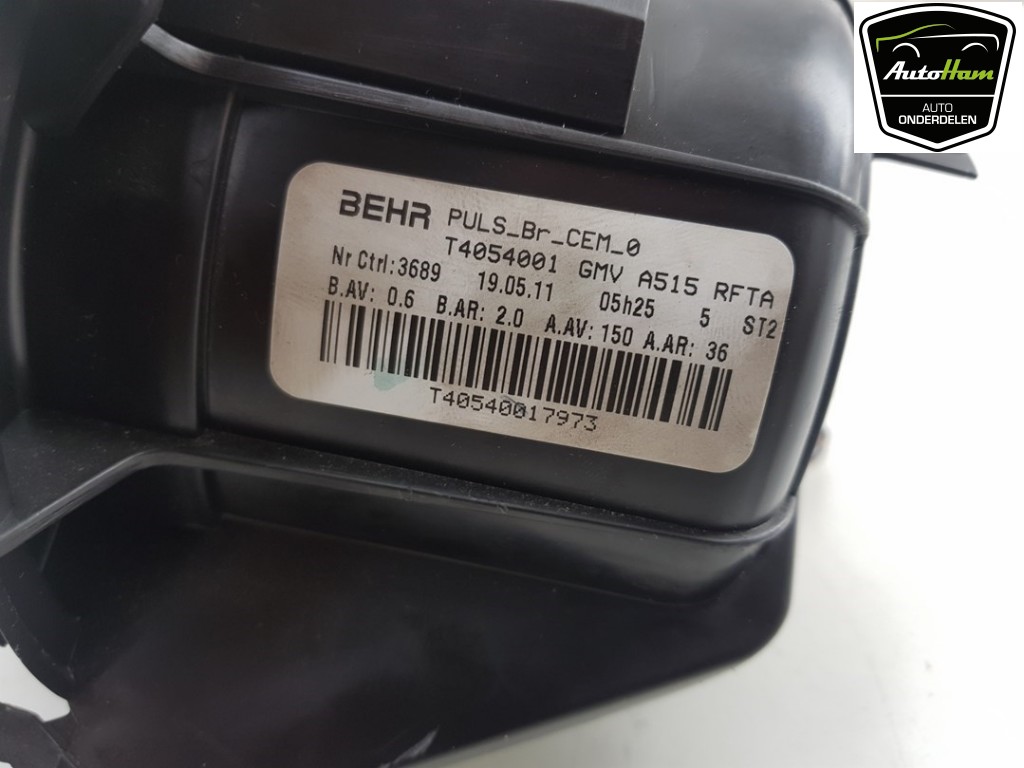 AutoHam
AUTO
ONDERDELEN
BEHR PULS_Br_CEM_0
T4054001 GMV A515 RFTA
Nr Ctrl:3689 19.05.11 05h25 5 ST2
B.AV: 0.6 B.AR: 2.0 A.AV: 150 A.AR: 36
T40540017973